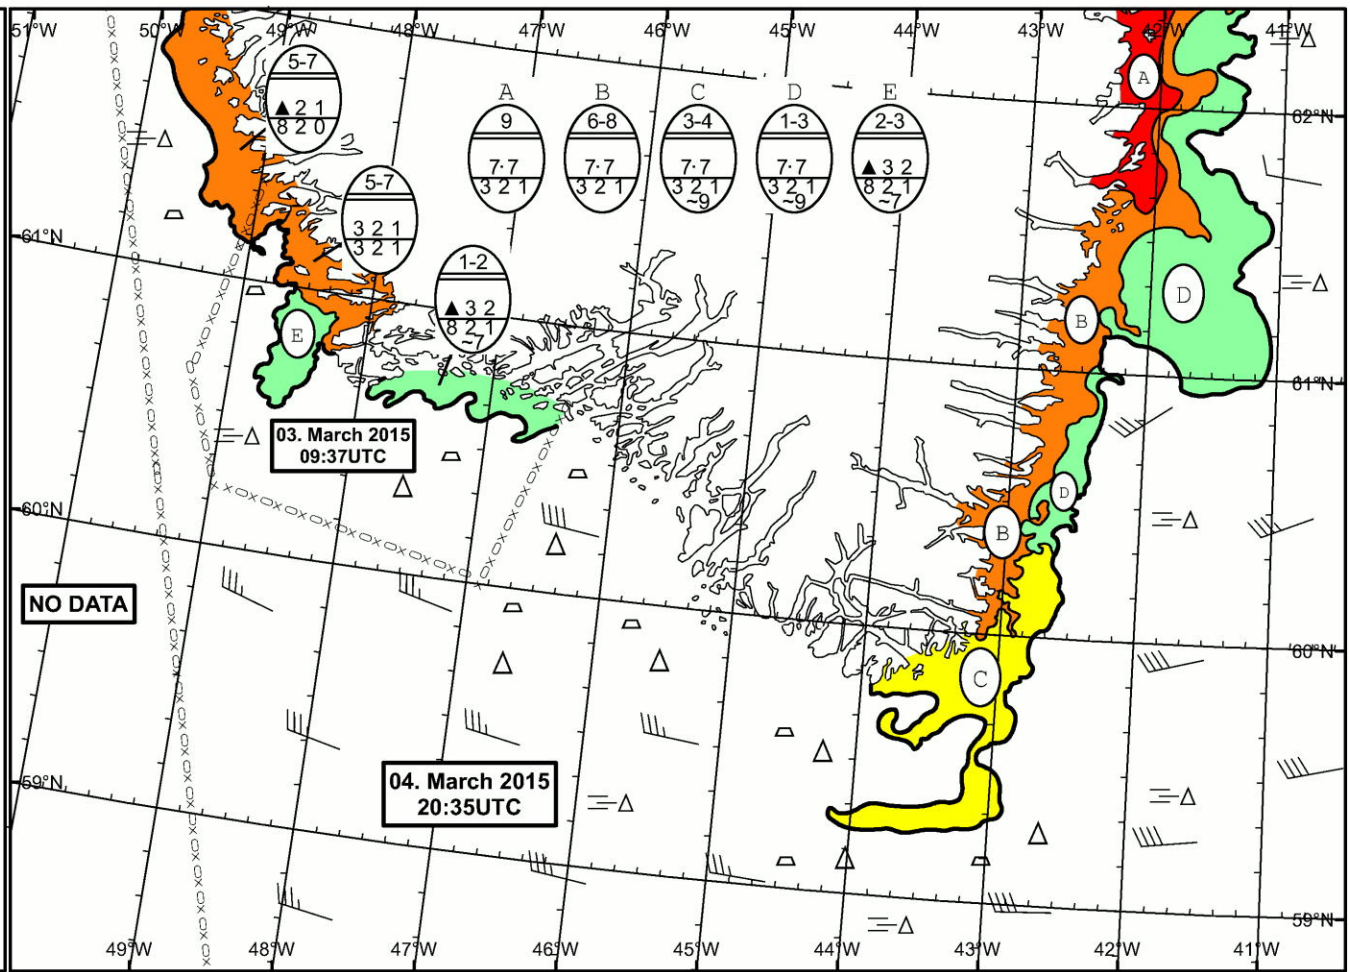 51°W 50°W 49°W 48°W 47°W 46°W 45°W 44°W 43°W 42°W 41°W
5-7
▲ 2 1
8 2 0
A B C D E
9 6-8 3-4 1-3 2-3
7·7 7·7 7·7 7·7 ▲ 3 2
3 2 1 3 2 1 3 2 1 3 2 1 8 2 1
~9 ~9 ~7
A
62°N
5-7
3 2 1
3 2 1
61°N
1-2
▲ 3 2
8 2 1
~7
D
B
E
61°N
03. March 2015
09:37UTC
D
60°N
B
NO DATA
60°N
C
59°N
04. March 2015
20:35UTC
59°N
49°W 48°W 47°W 46°W 45°W 44°W 43°W 42°W 41°W